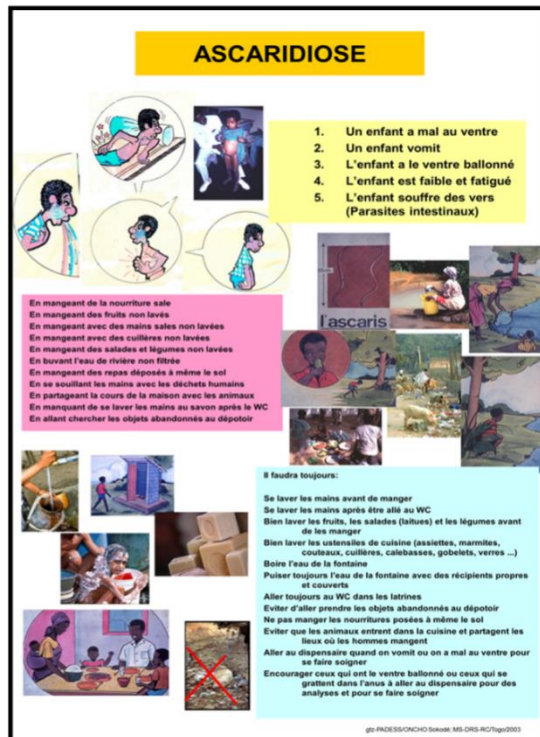 ASCARIDIOSE
1. Un enfant a mal au ventre
2. Un enfant vomit
3. L'enfant a le ventre ballonné
4. L'enfant est faible et fatigué
5. L'enfant souffre des vers
(Parasites intestinaux)
l'ascaris
En mangeant de la nourriture sale
En mangeant des fruits non lavés
En mangeant avec des mains sales non lavées
En mangeant avec des cuillères non lavées
En mangeant des salades et légumes non lavées
En buvant l'eau de rivière non filtrée
En mangeant des repas déposés à même le sol
En se souillant les mains avec les déchets humains
En partageant la cours de la maison avec les animaux
En manquant de se laver les mains au savon après le WC
En allant chercher les objets abandonnés au dépotoir
Il faudra toujours:
Se laver les mains avant de manger
Se laver les mains après être allé au WC
Bien laver les fruits, les salades (laitues) et les légumes avant
de les manger
Bien laver les ustensiles de cuisine (assiettes, marmites,
couteaux, cuillères, calebasses, gobelets, verres ...)
Boire l'eau de la fontaine
Puiser toujours l'eau de la fontaine avec des récipients propres
et couverts
Aller toujours au WC dans les latrines
Eviter d'aller prendre les objets abandonnés au dépotoir
Ne pas manger les nourritures posées à même le sol
Eviter que les animaux entrent dans la cuisine et partagent les
lieux où les hommes mangent
Aller au dispensaire quand on vomit ou on a mal au ventre pour
se faire soigner
Encourager ceux qui ont le ventre ballonné ou ceux qui se
grattent dans l'anus à aller au dispensaire pour des
analyses et pour se faire soigner
gtz-PADESS/ONCHO Sokodé; MS-DRS-RC/Togo/2003